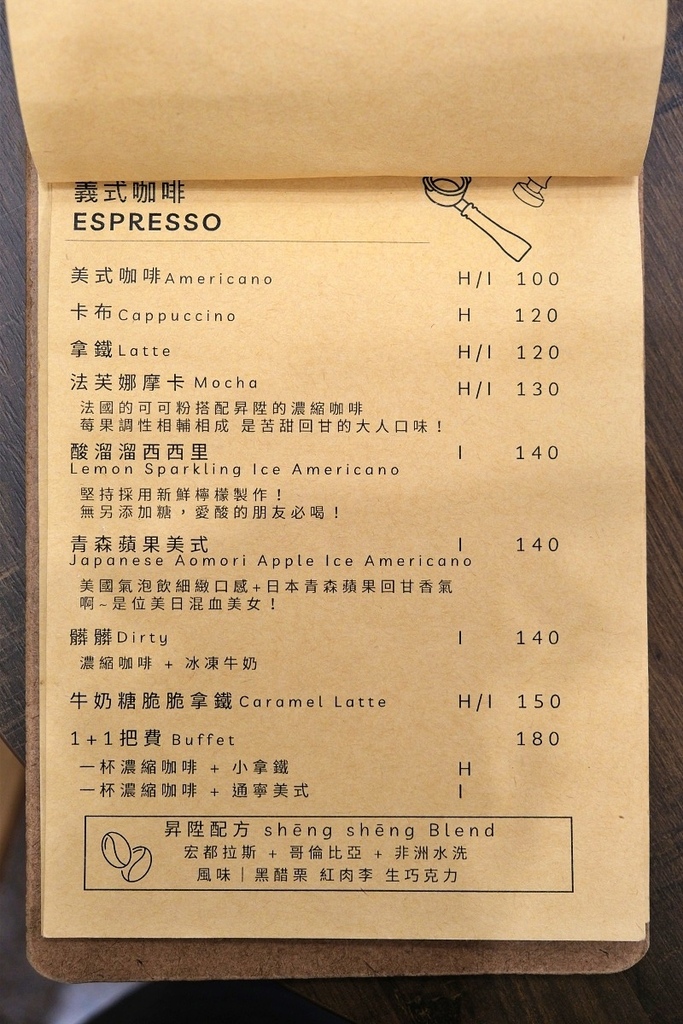 義式咖啡
ESPRESSO
美式咖啡Americano H/I 100
卡布Cappuccino H 120
拿鐵Latte H/I 120
法芙娜摩卡 Mocha H/I 130
法國的可可粉搭配昇陞的濃縮咖啡
莓果調性相輔相成 是苦甜回甘的大人口味！
酸溜溜西西里 I 140
Lemon Sparkling Ice Americano
堅持採用新鮮檸檬製作！
無另添加糖，愛酸的朋友必喝！
青森蘋果美式 I 140
Japanese Aomori Apple Ice Americano
美國氣泡飲細緻口感+日本青森蘋果回甘香氣
啊~是位美日混血美女！
髒髒Dirty I 140
濃縮咖啡 + 冰凍牛奶
牛奶糖脆脆拿鐵Caramel Latte H/I 150
1+1把費 Buffet 180
一杯濃縮咖啡 + 小拿鐵 H
一杯濃縮咖啡 + 通寧美式 I
昇陞配方 shēng shēng Blend
宏都拉斯 + 哥倫比亞 + 非洲水洗
風味｜黑醋栗 紅肉李 生巧克力